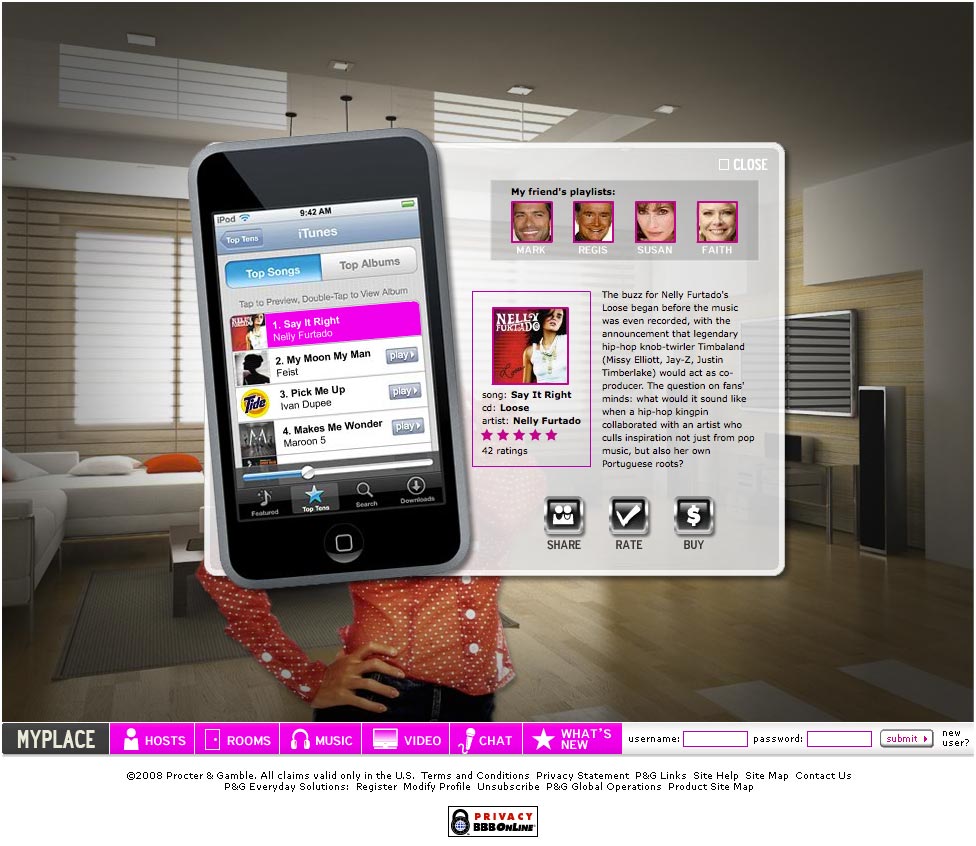 CLOSE
My friend's playlists:
MARK REGIS SUSAN FAITH
iPod 9:42 AM
Top Tens iTunes
Top Songs Top Albums
Tap to Preview, Double-Tap to View Album
NELLY FURTADO
1. Say It Right
Nelly Furtado
2. My Moon My Man
Feist
play
Tide
3. Pick Me Up
Ivan Dupee
play
4. Makes Me Wonder
Maroon 5
play
Featured Top Tens Search Downloads
NELLY
FURTADO
Loose
song: Say It Right
cd: Loose
artist: Nelly Furtado
42 ratings
The buzz for Nelly Furtado's
Loose began before the music
was even recorded, with the
announcement that legendary
hip-hop knob-twirler Timbaland
(Missy Elliott, Jay-Z, Justin
Timberlake) would act as co-
producer. The question on fans'
minds: what would it sound like
when a hip-hop kingpin
collaborated with an artist who
culls inspiration not just from pop
music, but also her own
Portuguese roots?
$
SHARE RATE BUY
MYPLACE HOSTS ROOMS MUSIC VIDEO CHAT WHAT'S NEW username: password: submit new user?
©2008 Procter & Gamble. All claims valid only in the U.S. Terms and Conditions Privacy Statement P&G Links Site Help Site Map Contact Us
P&G Everyday Solutions: Register Modify Profile Unsubscribe P&G Global Operations Product Site Map
PRIVACY
BBBONLINE